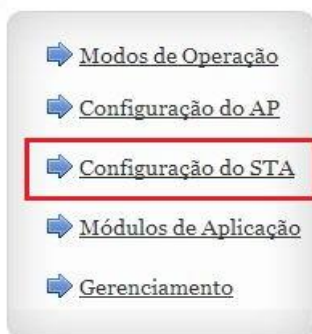 Modos de Operação
Configuração do AP
Configuração do STA
Módulos de Aplicação
Gerenciamento